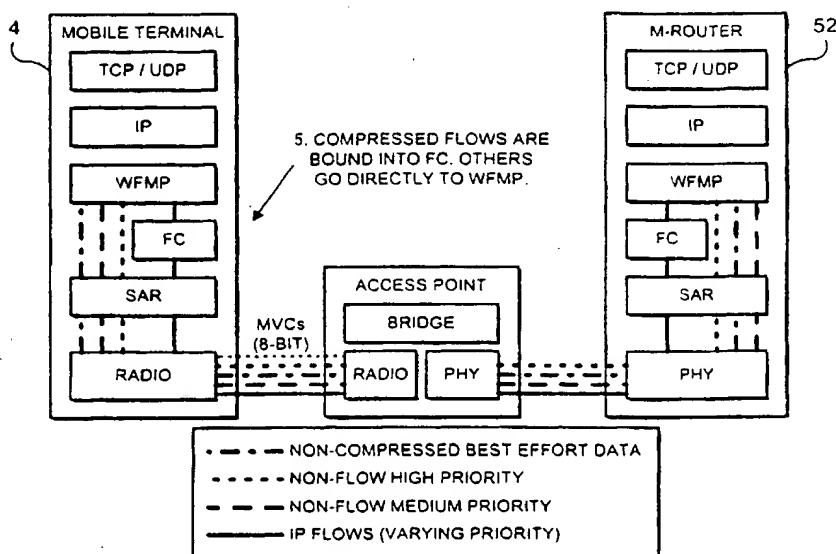 4
MOBILE TERMINAL
TCP / UDP
IP
WFMP
FC
SAR
RADIO
5. COMPRESSED FLOWS ARE
BOUND INTO FC. OTHERS
GO DIRECTLY TO WFMP.
MVCs
(8-BIT)
ACCESS POINT
BRIDGE
RADIO
PHY
M-ROUTER
52
TCP / UDP
IP
WFMP
FC
SAR
PHY
NON-COMPRESSED BEST EFFORT DATA
NON-FLOW HIGH PRIORITY
NON-FLOW MEDIUM PRIORITY
IP FLOWS (VARYING PRIORITY)